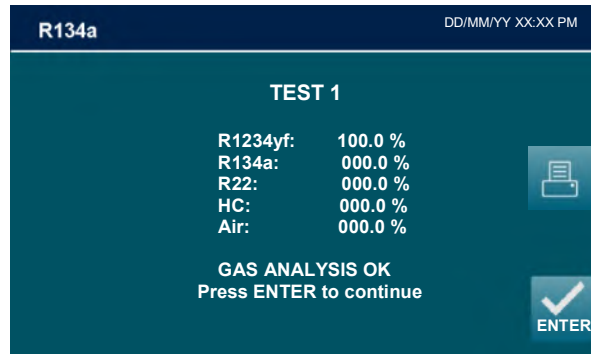 R134a DD/MM/YY XX:XX PM
TEST 1
R1234yf: 100.0 %
R134a: 000.0 %
R22: 000.0 %
HC: 000.0 %
Air: 000.0 %
GAS ANALYSIS OK
Press ENTER to continue
ENTER